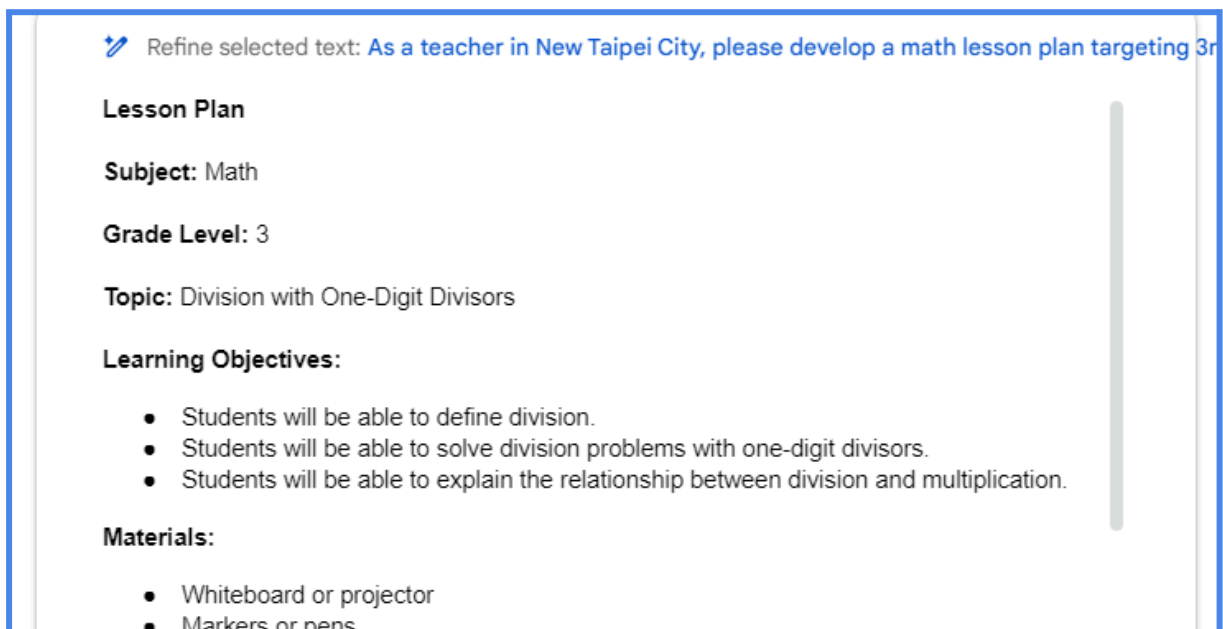 Refine selected text: As a teacher in New Taipei City, please develop a math lesson plan targeting 3r
Lesson Plan
Subject: Math
Grade Level: 3
Topic: Division with One-Digit Divisors
Learning Objectives:
● Students will be able to define division.
● Students will be able to solve division problems with one-digit divisors.
● Students will be able to explain the relationship between division and multiplication.
Materials:
● Whiteboard or projector
● Markers or pens